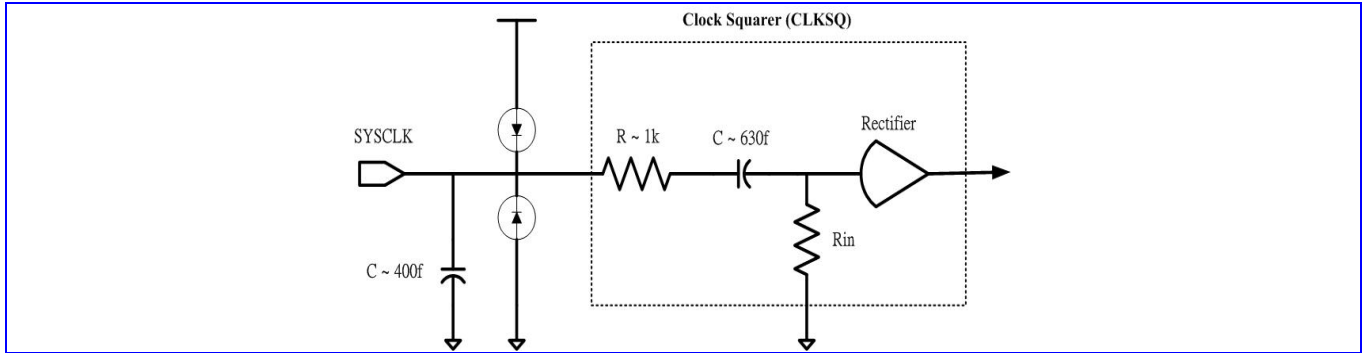 Clock Squarer (CLKSQ)
SYSCLK
R ~ 1k
C ~ 630f
Rectifier
Rin
C ~ 400f